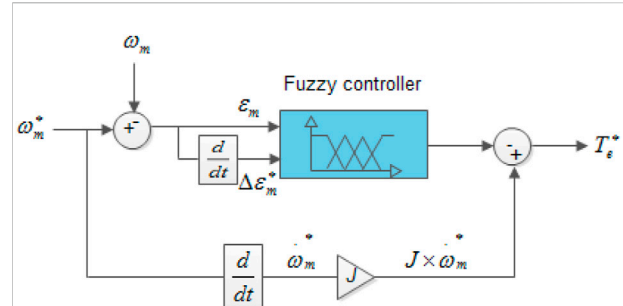 ω_m
Fuzzy controller
ω_m^*
+ -
ε_m
d/dt
Δε_m^*
- +
T_e^*
d/dt
ω̇_m^*
J
J × ω̇_m^*